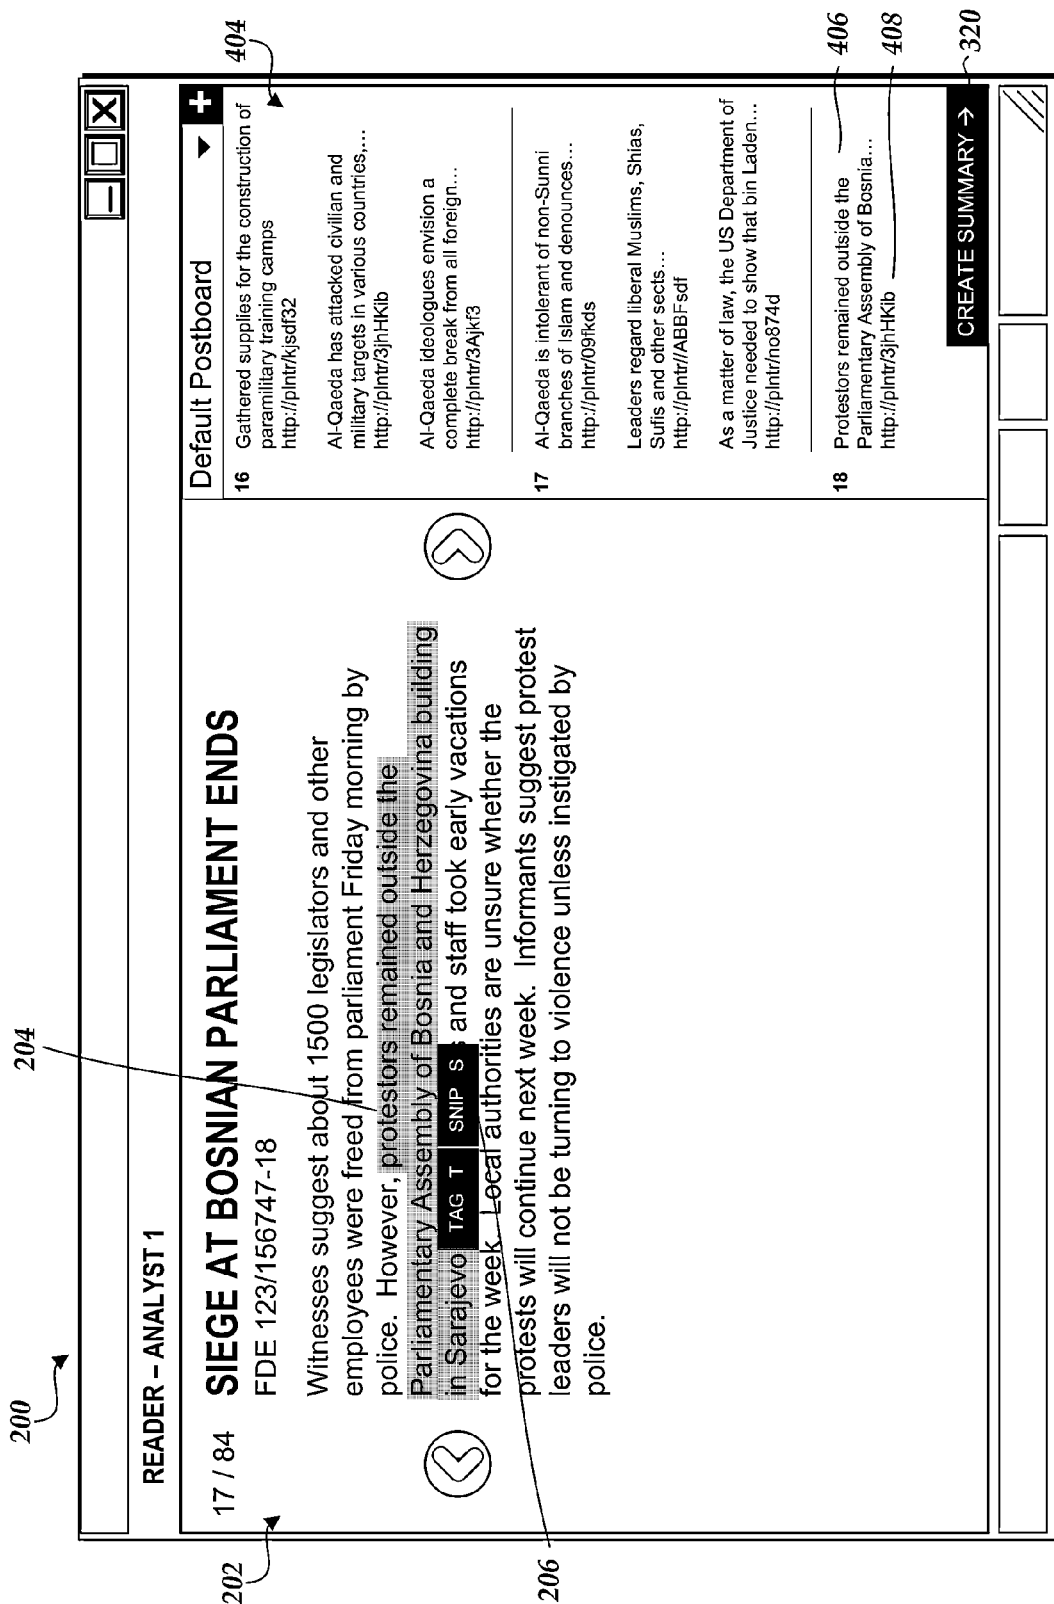 200
READER – ANALYST 1
202
17 / 84
SIEGE AT BOSNIAN PARLIAMENT ENDS
FDE 123/156747-18
204
Witnesses suggest about 1500 legislators and other
employees were freed from parliament Friday morning by
police. However, protestors remained outside the
Parliamentary Assembly of Bosnia and Herzegovina building
in Sarajevo
TAG T
SNIP S
s and staff took early vacations
for the week. Local authorities are unsure whether the
protests will continue next week. Informants suggest protest
leaders will not be turning to violence unless instigated by
police.
206
Default Postboard
+
404
16
Gathered supplies for the construction of
paramilitary training camps
http://plntr/kjsdf32
Al-Qaeda has attacked civilian and
military targets in various countries,...
http://plntr/3jhHKib
Al-Qaeda ideologues envision a
complete break from all foreign...
http://plntr/3Ajkf3
17
Al-Qaeda is intolerant of non-Sunni
branches of Islam and denounces...
http://plntr/09fkds
Leaders regard liberal Muslims, Shias,
Sufis and other sects...
http://plntr//ABBFsdf
As a matter of law, the US Department of
Justice needed to show that bin Laden...
http://plntr/no874d
18
Protestors remained outside the
Parliamentary Assembly of Bosnia...
http://plntr/3jhHKib
406
408
CREATE SUMMARY →
320